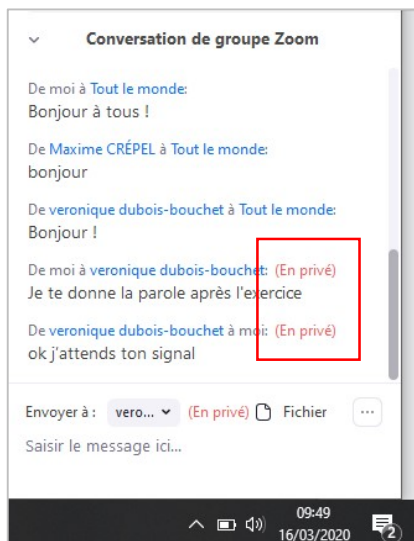 Conversation de groupe Zoom
De moi à Tout le monde:
Bonjour à tous !
De Maxime CRÉPEL à Tout le monde:
bonjour
De veronique dubois-bouchet à Tout le monde:
Bonjour !
De moi à veronique dubois-bouchet: (En privé)
Je te donne la parole après l'exercice
De veronique dubois-bouchet à moi: (En privé)
ok j'attends ton signal
Envoyer à : vero... (En privé) Fichier ...
Saisir le message ici...
09:49
16/03/2020
2